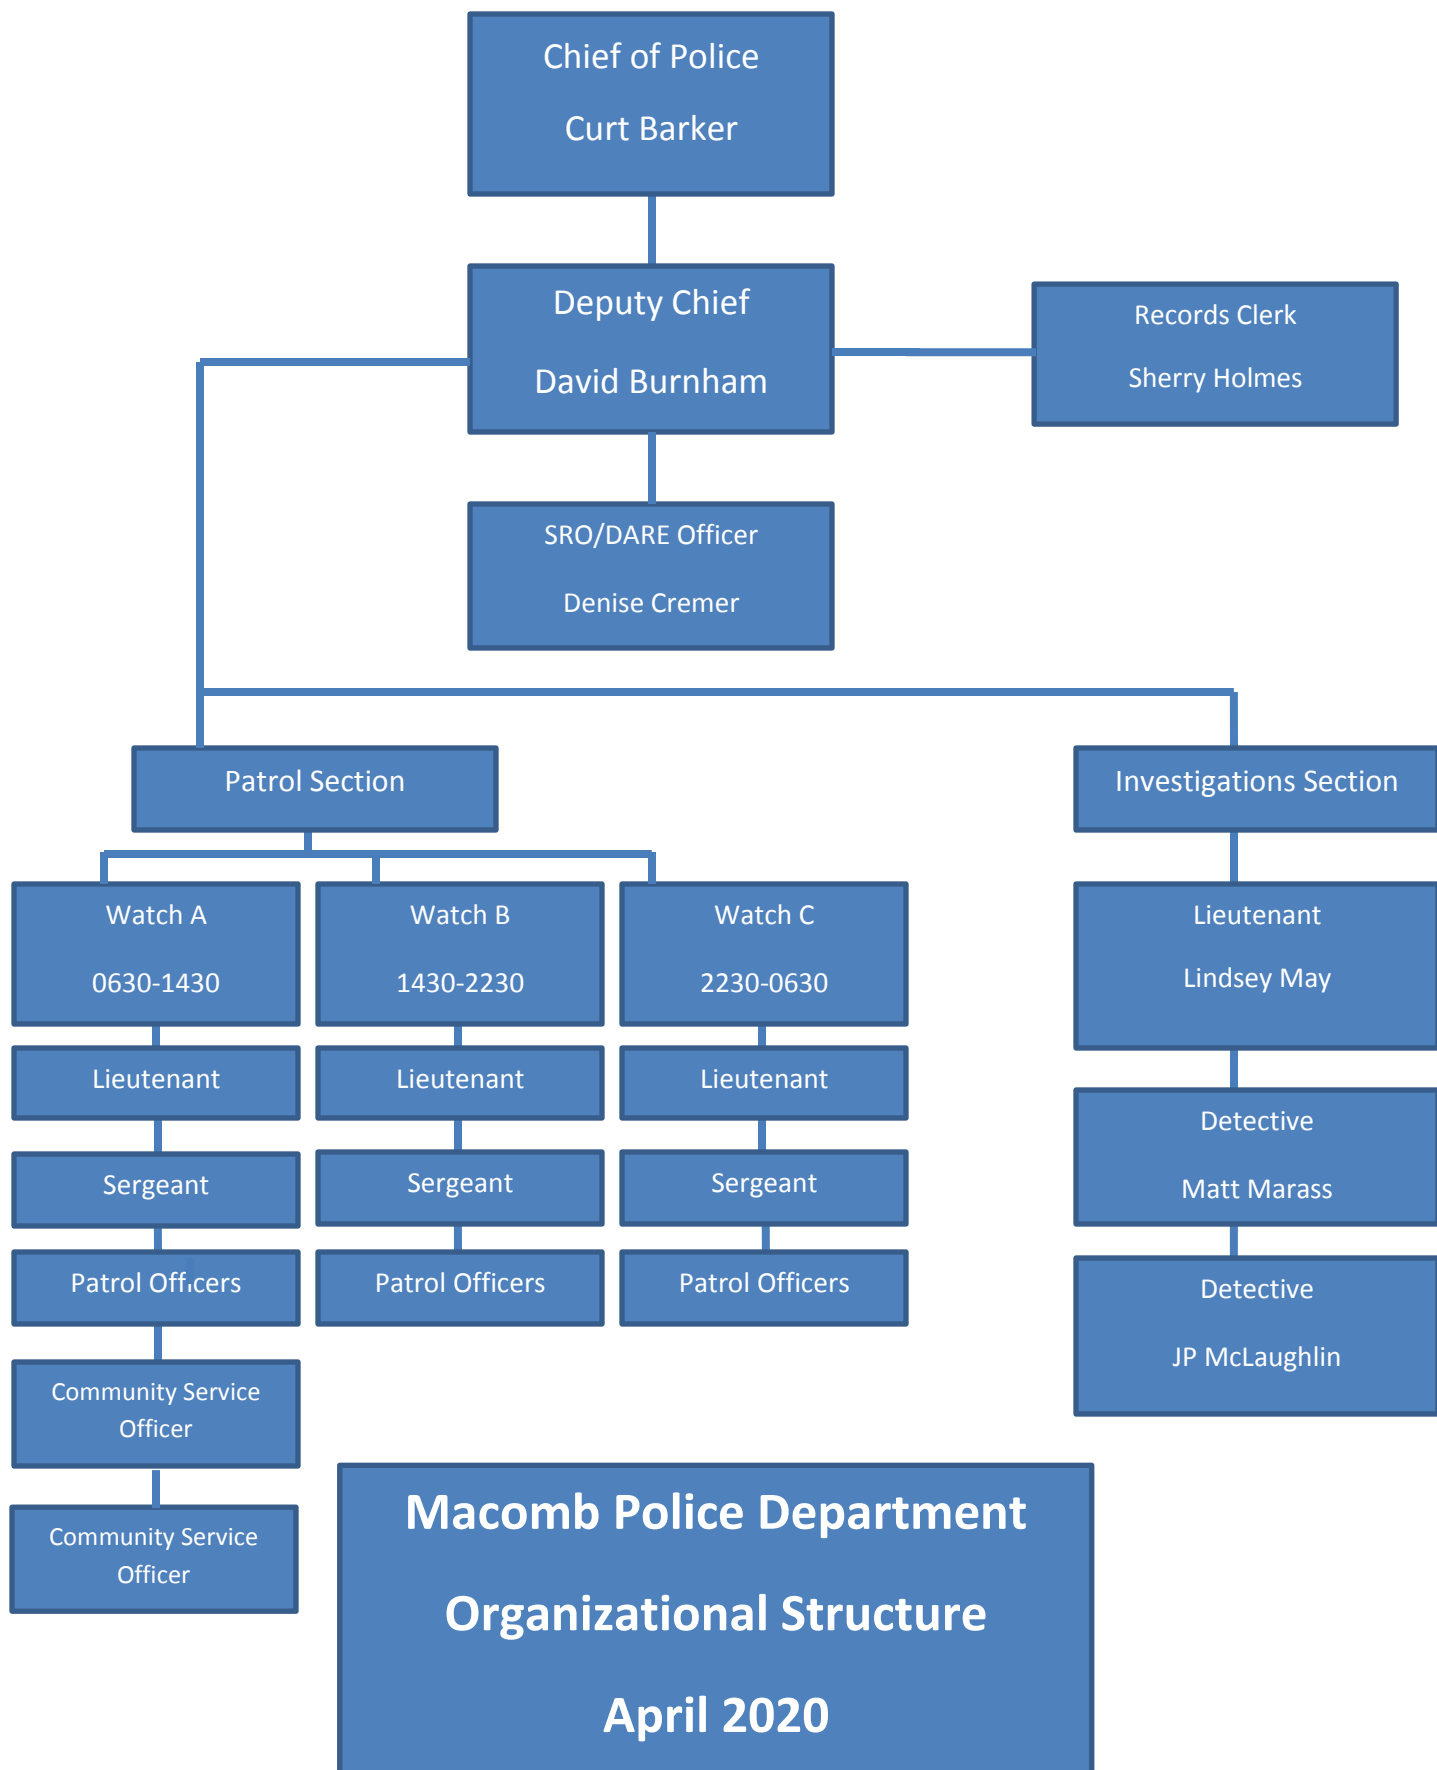 Chief of Police
Curt Barker
Deputy Chief
David Burnham
Records Clerk
Sherry Holmes
SRO/DARE Officer
Denise Cremer
Patrol Section
Investigations Section
Watch A
0630-1430
Watch B
1430-2230
Watch C
2230-0630
Lieutenant
Lindsey May
Lieutenant
Lieutenant
Lieutenant
Detective
Matt Marass
Sergeant
Sergeant
Sergeant
Patrol Officers
Patrol Officers
Patrol Officers
Detective
JP McLaughlin
Community Service
Officer
Community Service
Officer
Macomb Police Department
Organizational Structure
April 2020